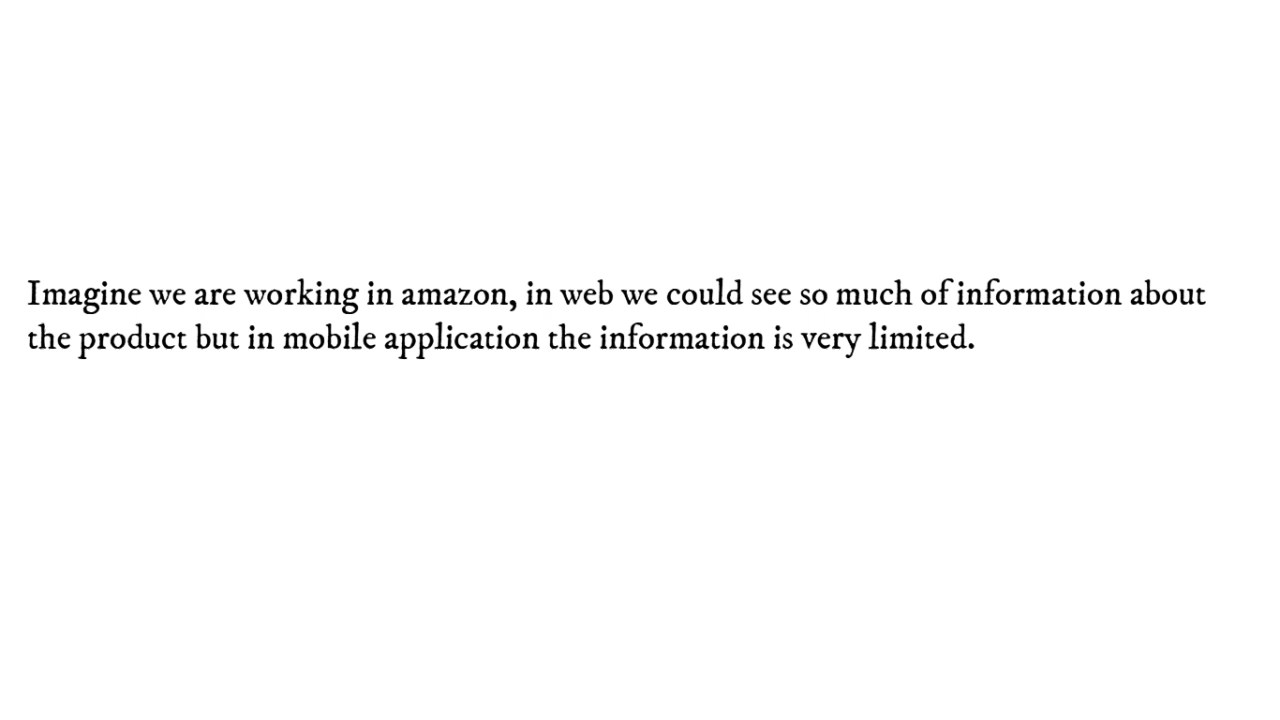 Imagine we are working in amazon, in web we could see so much of information about
the product but in mobile application the information is very limited.